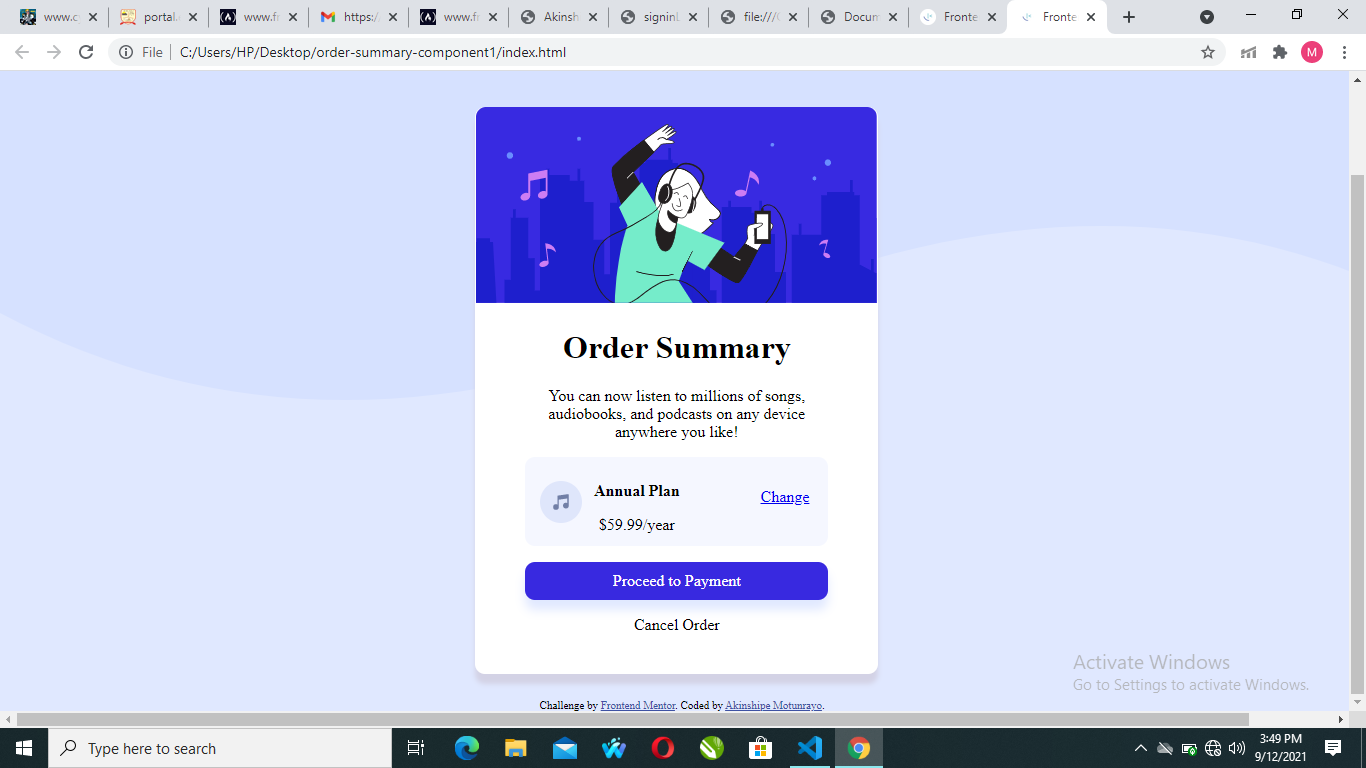 www.c
portal.
www.fr
https:/
www.fr
Akinsh
signinL
file:///C
Docum
Fronte
Fronte
File
C:/Users/HP/Desktop/order-summary-component1/index.html
M
Order Summary
You can now listen to millions of songs,
audiobooks, and podcasts on any device
anywhere you like!
Annual Plan
Change
$59.99/year
Proceed to Payment
Cancel Order
Activate Windows
Go to Settings to activate Windows.
Challenge by Frontend Mentor. Coded by Akinshipe Motunrayo.
Type here to search
3:49 PM
9/12/2021